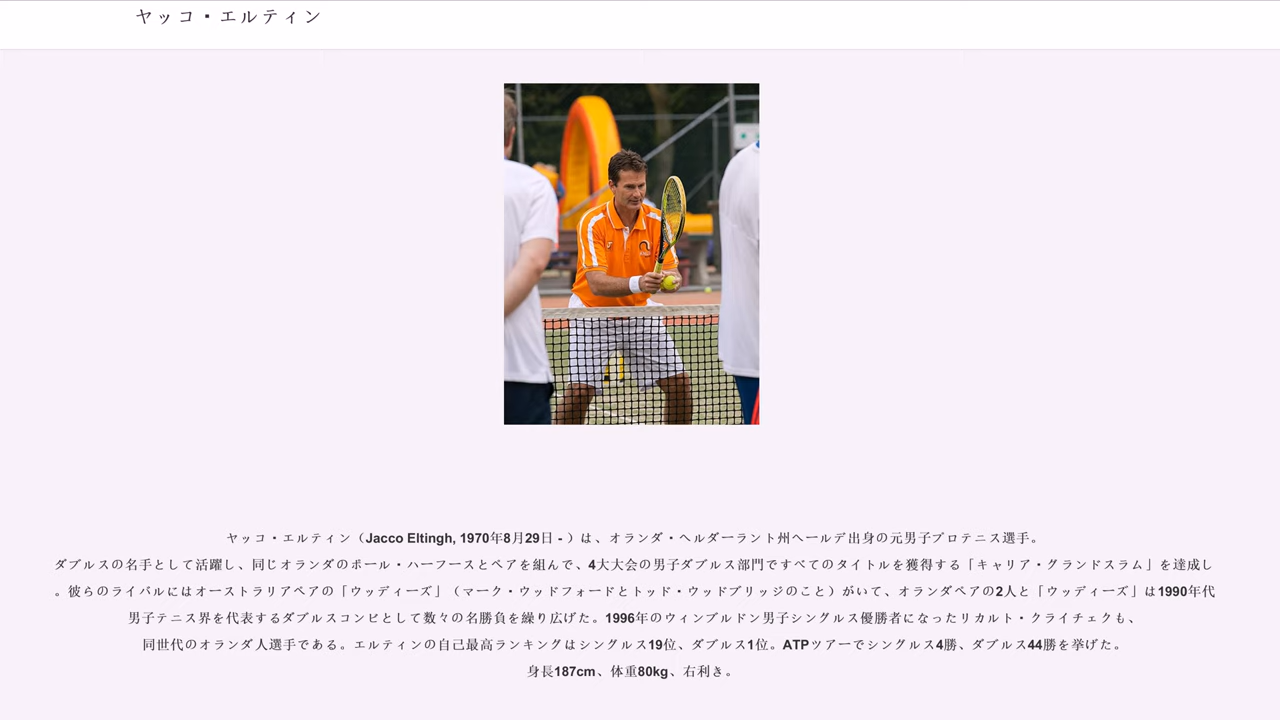 ヤッコ・エルティン
ヤッコ・エルティン（Jacco Eltingh, 1970年8月29日 - ）は、オランダ・ヘルダーラント州ヘールデ出身の元男子プロテニス選手。
ダブルスの名手として活躍し、同じオランダのポール・ハーフースとペアを組んで、4大大会の男子ダブルス部門ですべてのタイトルを獲得する「キャリア・グランドスラム」を達成し
。彼らのライバルにはオーストラリアペアの「ウッディーズ」（マーク・ウッドフォードとトッド・ウッドブリッジのこと）がいて、オランダペアの2人と「ウッディーズ」は1990年代
男子テニス界を代表するダブルスコンビとして数々の名勝負を繰り広げた。1996年のウィンブルドン男子シングルス優勝者になったリカルト・クライチェクも、
同世代のオランダ人選手である。エルティンの自己最高ランキングはシングルス19位、ダブルス1位。ATPツアーでシングルス4勝、ダブルス44勝を挙げた。
身長187cm、体重80kg、右利き。